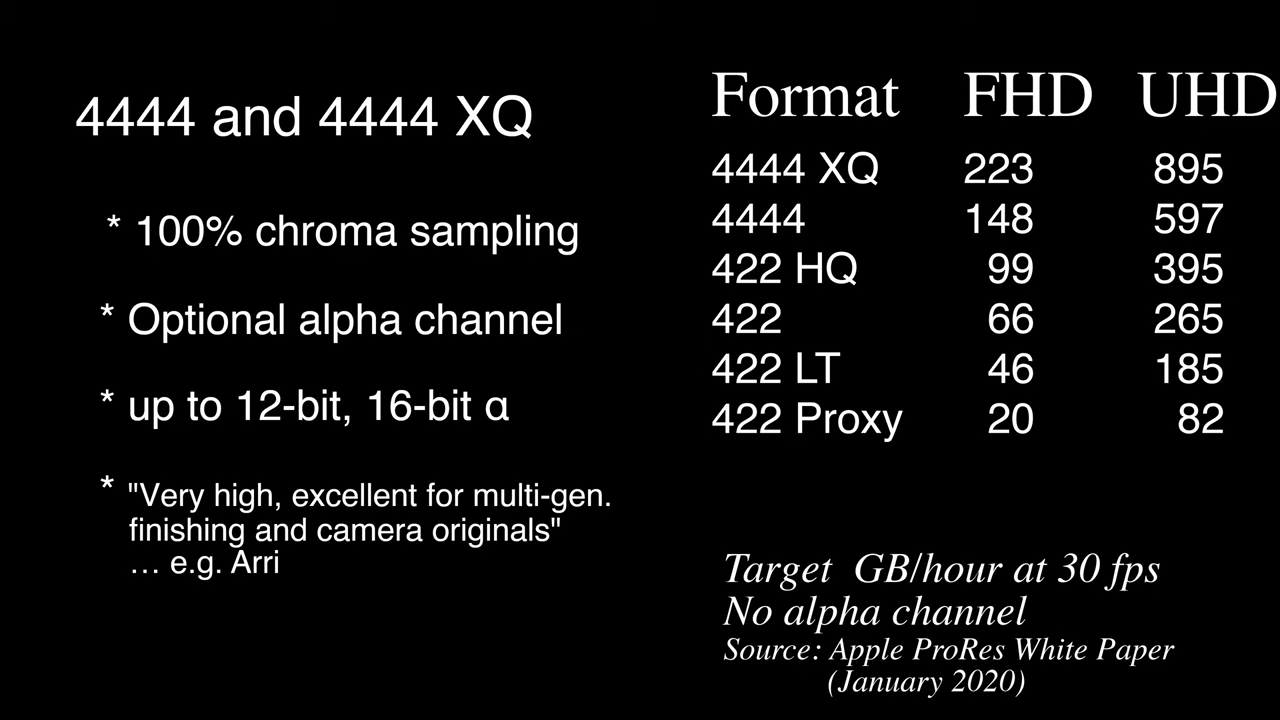 4444 and 4444 XQ
* 100% chroma sampling
* Optional alpha channel
* up to 12-bit, 16-bit α
* "Very high, excellent for multi-gen.
finishing and camera originals"
… e.g. Arri
Format FHD UHD
4444 XQ 223 895
4444 148 597
422 HQ 99 395
422 66 265
422 LT 46 185
422 Proxy 20 82
Target GB/hour at 30 fps
No alpha channel
Source: Apple ProRes White Paper
(January 2020)